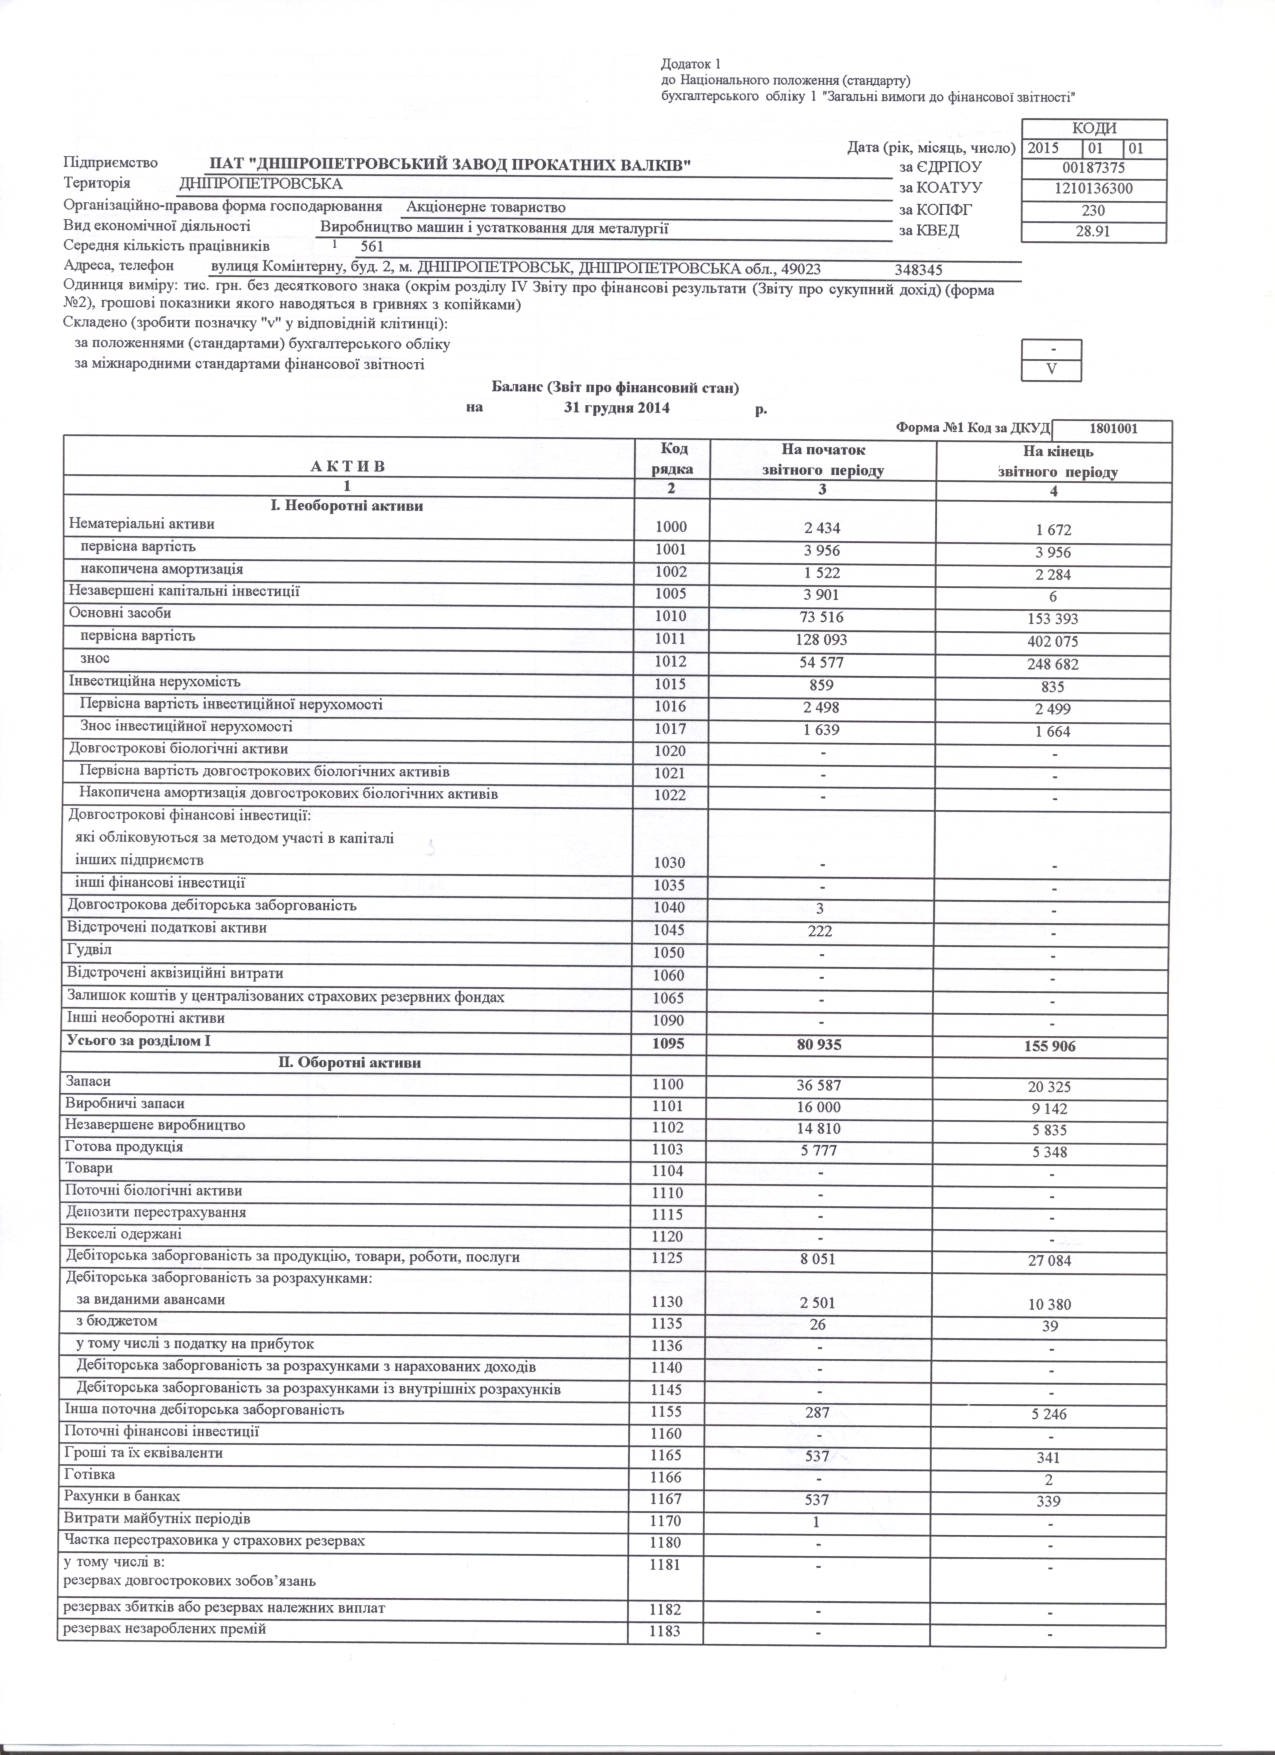 Додаток 1
до Національного положення (стандарту)
бухгалтерського обліку 1 "Загальні вимоги до фінансової звітності"
КОДИ
Дата (рік, місяць, число) 2015 01 01
Підприємство ПАТ "ДНІПРОПЕТРОВСЬКИЙ ЗАВОД ПРОКАТНИХ ВАЛКІВ" за ЄДРПОУ 00187375
Територія ДНІПРОПЕТРОВСЬКА за КОАТУУ 1210136300
Організаційно-правова форма господарювання Акціонерне товариство за КОПФГ 230
Вид економічної діяльності Виробництво машин і устатковання для металургії за КВЕД 28.91
Середня кількість працівників 1 561
Адреса, телефон вулиця Комінтерну, буд. 2, м. ДНІПРОПЕТРОВСЬК, ДНІПРОПЕТРОВСЬКА обл., 49023 348345
Одиниця виміру: тис. грн. без десяткового знака (окрім розділу IV Звіту про фінансові результати (Звіту про сукупний дохід) (форма
№2), грошові показники якого наводяться в гривнях з копійками)
Складено (зробити позначку "v" у відповідній клітинці):
за положеннями (стандартами) бухгалтерського обліку -
за міжнародними стандартами фінансової звітності V
Баланс (Звіт про фінансовий стан)
на 31 грудня 2014 р.
Форма №1 Код за ДКУД 1801001
А К Т И В Код рядка На початок звітного періоду На кінець звітного періоду
1 2 3 4
І. Необоротні активи
Нематеріальні активи 1000 2 434 1 672
первісна вартість 1001 3 956 3 956
накопичена амортизація 1002 1 522 2 284
Незавершені капітальні інвестиції 1005 3 901 6
Основні засоби 1010 73 516 153 393
первісна вартість 1011 128 093 402 075
знос 1012 54 577 248 682
Інвестиційна нерухомість 1015 859 835
Первісна вартість інвестиційної нерухомості 1016 2 498 2 499
Знос інвестиційної нерухомості 1017 1 639 1 664
Довгострокові біологічні активи 1020 - -
Первісна вартість довгострокових біологічних активів 1021 - -
Накопичена амортизація довгострокових біологічних активів 1022 - -
Довгострокові фінансові інвестиції:
які обліковуються за методом участі в капіталі
інших підприємств 1030 - -
інші фінансові інвестиції 1035 - -
Довгострокова дебіторська заборгованість 1040 3 -
Відстрочені податкові активи 1045 222 -
Гудвіл 1050 - -
Відстрочені аквізиційні витрати 1060 - -
Залишок коштів у централізованих страхових резервних фондах 1065 - -
Інші необоротні активи 1090 - -
Усього за розділом І 1095 80 935 155 906
ІІ. Оборотні активи
Запаси 1100 36 587 20 325
Виробничі запаси 1101 16 000 9 142
Незавершене виробництво 1102 14 810 5 835
Готова продукція 1103 5 777 5 348
Товари 1104 - -
Поточні біологічні активи 1110 - -
Депозити перестрахування 1115 - -
Векселі одержані 1120 - -
Дебіторська заборгованість за продукцію, товари, роботи, послуги 1125 8 051 27 084
Дебіторська заборгованість за розрахунками:
за виданими авансами 1130 2 501 10 380
з бюджетом 1135 26 39
у тому числі з податку на прибуток 1136 - -
Дебіторська заборгованість за розрахунками з нарахованих доходів 1140 - -
Дебіторська заборгованість за розрахунками із внутрішніх розрахунків 1145 - -
Інша поточна дебіторська заборгованість 1155 287 5 246
Поточні фінансові інвестиції 1160 - -
Гроші та їх еквіваленти 1165 537 341
Готівка 1166 - 2
Рахунки в банках 1167 537 339
Витрати майбутніх періодів 1170 1 -
Частка перестраховика у страхових резервах 1180 - -
у тому числі в: 1181 - -
резервах довгострокових зобов’язань
резервах збитків або резервах належних виплат 1182 - -
резервах незароблених премій 1183 - -